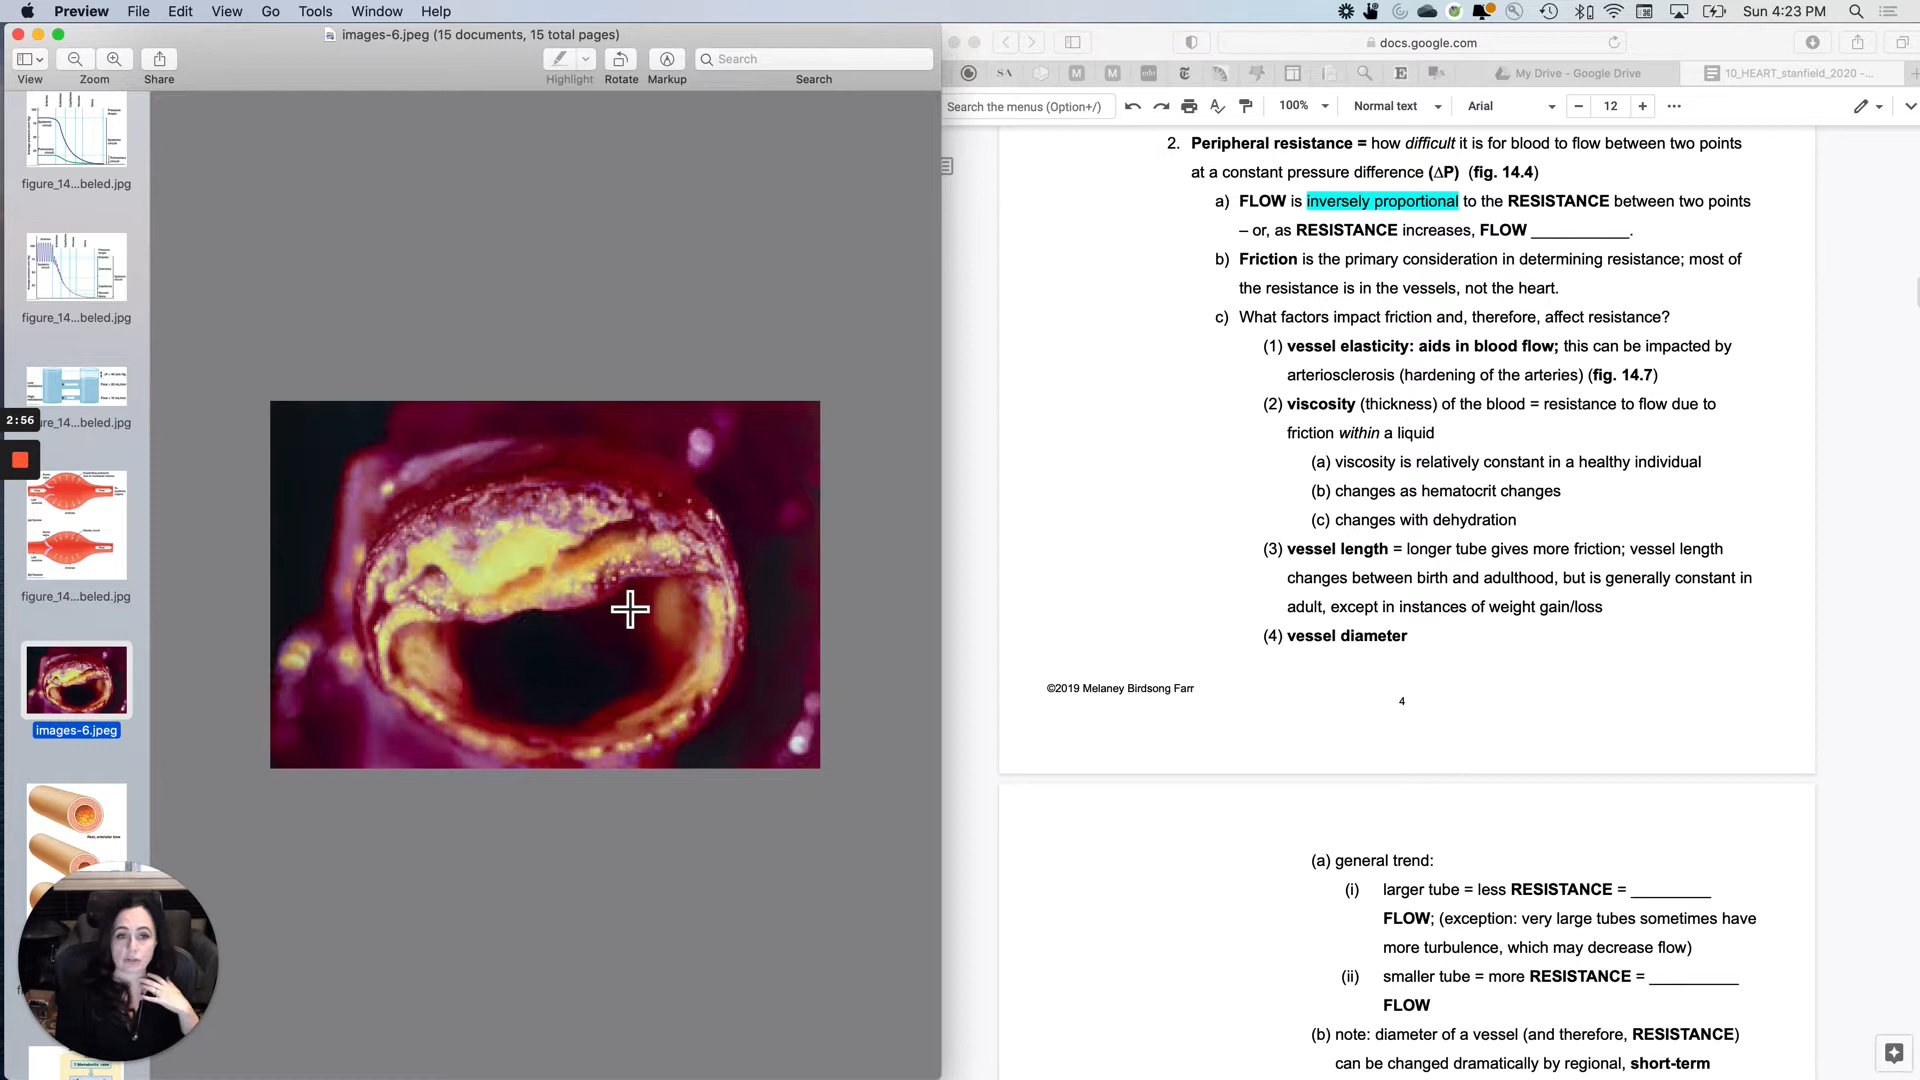 Preview File Edit View Go Tools Window Help
Sun 4:23 PM
images-6.jpeg (15 documents, 15 total pages)
View Zoom Share Highlight Rotate Markup Search
Search
figure_14...beled.jpg
figure_14...beled.jpg
2:56
ure_14...beled.jpg
figure_14...beled.jpg
images-6.jpeg
docs.google.com
My Drive - Google Drive
10_HEART_stanfield_2020 -...
Search the menus (Option+/)
100% Normal text Arial 12
2. Peripheral resistance = how difficult it is for blood to flow between two points
at a constant pressure difference (ΔP) (fig. 14.4)
a) FLOW is inversely proportional to the RESISTANCE between two points
– or, as RESISTANCE increases, FLOW ____________.
b) Friction is the primary consideration in determining resistance; most of
the resistance is in the vessels, not the heart.
c) What factors impact friction and, therefore, affect resistance?
(1) vessel elasticity: aids in blood flow; this can be impacted by
arteriosclerosis (hardening of the arteries) (fig. 14.7)
(2) viscosity (thickness) of the blood = resistance to flow due to
friction within a liquid
(a) viscosity is relatively constant in a healthy individual
(b) changes as hematocrit changes
(c) changes with dehydration
(3) vessel length = longer tube gives more friction; vessel length
changes between birth and adulthood, but is generally constant in
adult, except in instances of weight gain/loss
(4) vessel diameter
©2019 Melaney Birdsong Farr
4
(a) general trend:
(i) larger tube = less RESISTANCE = __________
FLOW; (exception: very large tubes sometimes have
more turbulence, which may decrease flow)
(ii) smaller tube = more RESISTANCE = ___________
FLOW
(b) note: diameter of a vessel (and therefore, RESISTANCE)
can be changed dramatically by regional, short-term